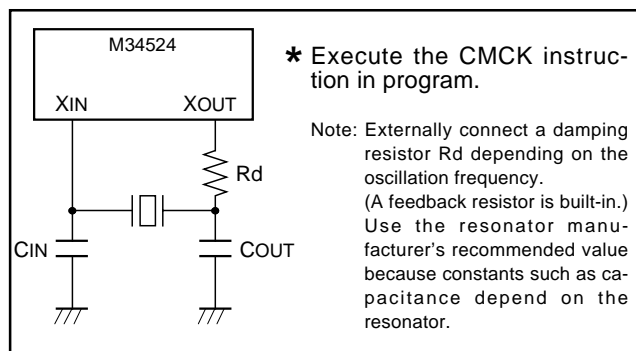 M34524
XIN
XOUT
Rd
CIN
COUT
* Execute the CMCK instruc-
tion in program.
Note: Externally connect a damping
resistor Rd depending on the
oscillation frequency.
(A feedback resistor is built-in.)
Use the resonator manu-
facturer's recommended value
because constants such as ca-
pacitance depend on the
resonator.